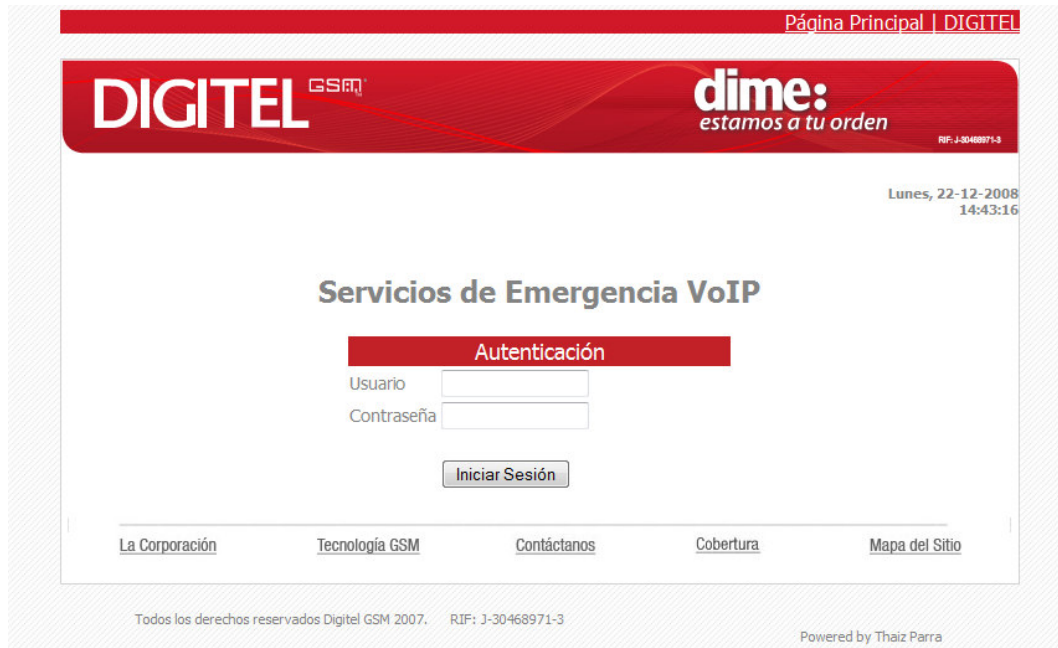 Página Principal | DIGITEL
DIGITEL GSM
dime:
estamos a tu orden
RIF: J-30468971-3
Lunes, 22-12-2008
14:43:16
Servicios de Emergencia VoIP
Autenticación
Usuario
Contraseña
Iniciar Sesión
La Corporación Tecnología GSM Contáctanos Cobertura Mapa del Sitio
Todos los derechos reservados Digitel GSM 2007. RIF: J-30468971-3
Powered by Thaiz Parra